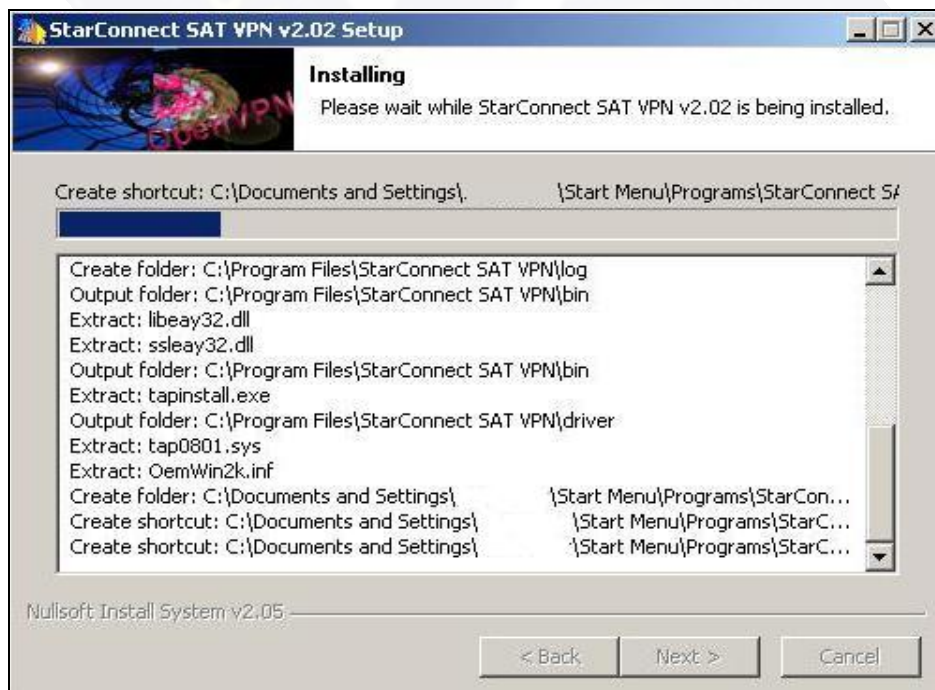 StarConnect SAT VPN v2.02 Setup
Installing
Please wait while StarConnect SAT VPN v2.02 is being installed.
OpenVPN
Create shortcut: C:\Documents and Settings\. \Start Menu\Programs\StarConnect SA
Create folder: C:\Program Files\StarConnect SAT VPN\log
Output folder: C:\Program Files\StarConnect SAT VPN\bin
Extract: libeay32.dll
Extract: ssleay32.dll
Output folder: C:\Program Files\StarConnect SAT VPN\bin
Extract: tapinstall.exe
Output folder: C:\Program Files\StarConnect SAT VPN\driver
Extract: tap0801.sys
Extract: OemWin2k.inf
Create folder: C:\Documents and Settings\ \Start Menu\Programs\StarCon...
Create shortcut: C:\Documents and Settings\ \Start Menu\Programs\StarC...
Create shortcut: C:\Documents and Settings\ \Start Menu\Programs\StarC...
Nullsoft Install System v2.05
< Back Next > Cancel